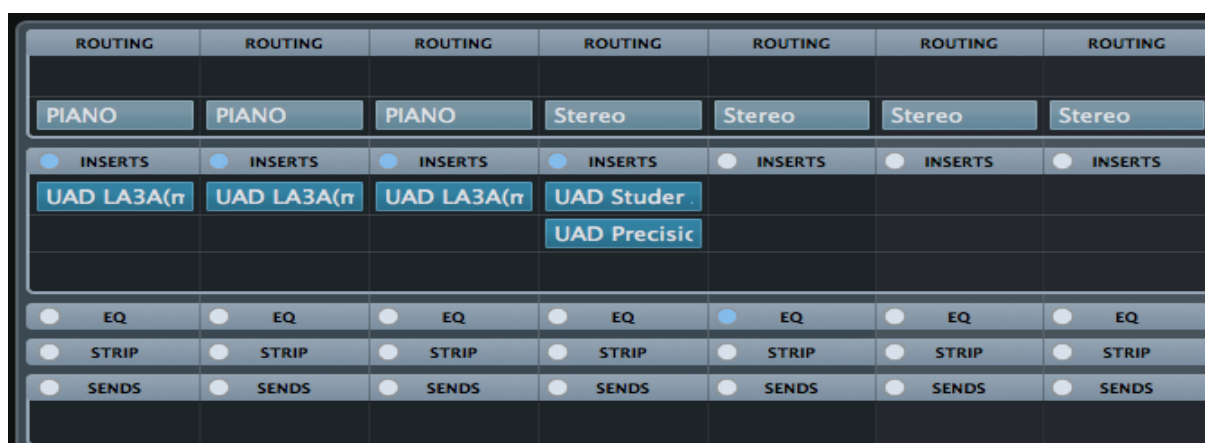 ROUTING ROUTING ROUTING ROUTING ROUTING ROUTING ROUTING
PIANO PIANO PIANO Stereo Stereo Stereo Stereo
INSERTS INSERTS INSERTS INSERTS INSERTS INSERTS INSERTS
UAD LA3A(m UAD LA3A(m UAD LA3A(m UAD Studer
UAD Precisic
EQ EQ EQ EQ EQ EQ EQ
STRIP STRIP STRIP STRIP STRIP STRIP STRIP
SENDS SENDS SENDS SENDS SENDS SENDS SENDS